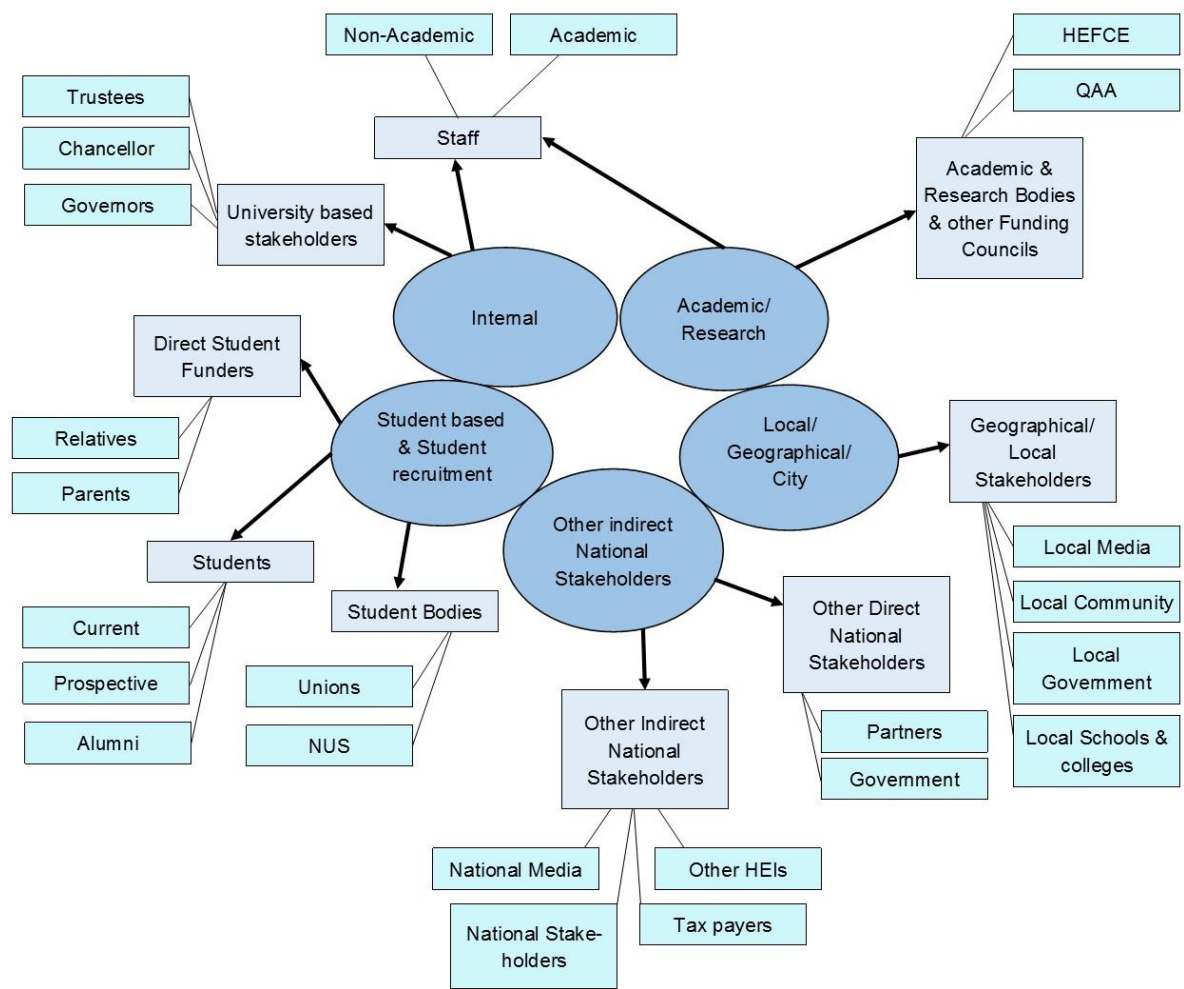 Non-Academic
Academic
HEFCE
QAA
Trustees
Chancellor
Governors
Staff
University based
stakeholders
Academic &
Research Bodies
& other Funding
Councils
Internal
Academic/
Research
Direct Student
Funders
Relatives
Parents
Student based
& Student
recruitment
Local/
Geographical/
City
Geographical/
Local
Stakeholders
Other indirect
National
Stakeholders
Students
Current
Prospective
Alumni
Student Bodies
Unions
NUS
Other Direct
National
Stakeholders
Partners
Government
Local Media
Local Community
Local
Government
Local Schools &
colleges
Other Indirect
National
Stakeholders
National Media
Other HEIs
National Stake-
holders
Tax payers